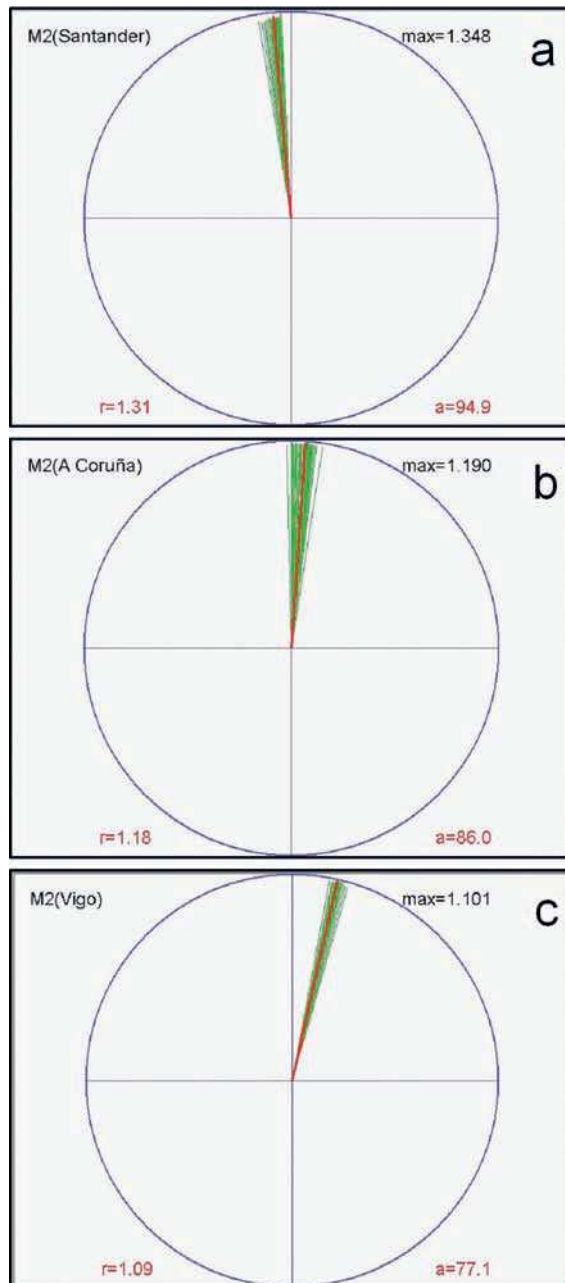 M2(Santander) max=1.348 a
r=1.31 a=94.9
M2(A Coruña) max=1.190 b
r=1.18 a=86.0
M2(Vigo) max=1.101 c
r=1.09 a=77.1